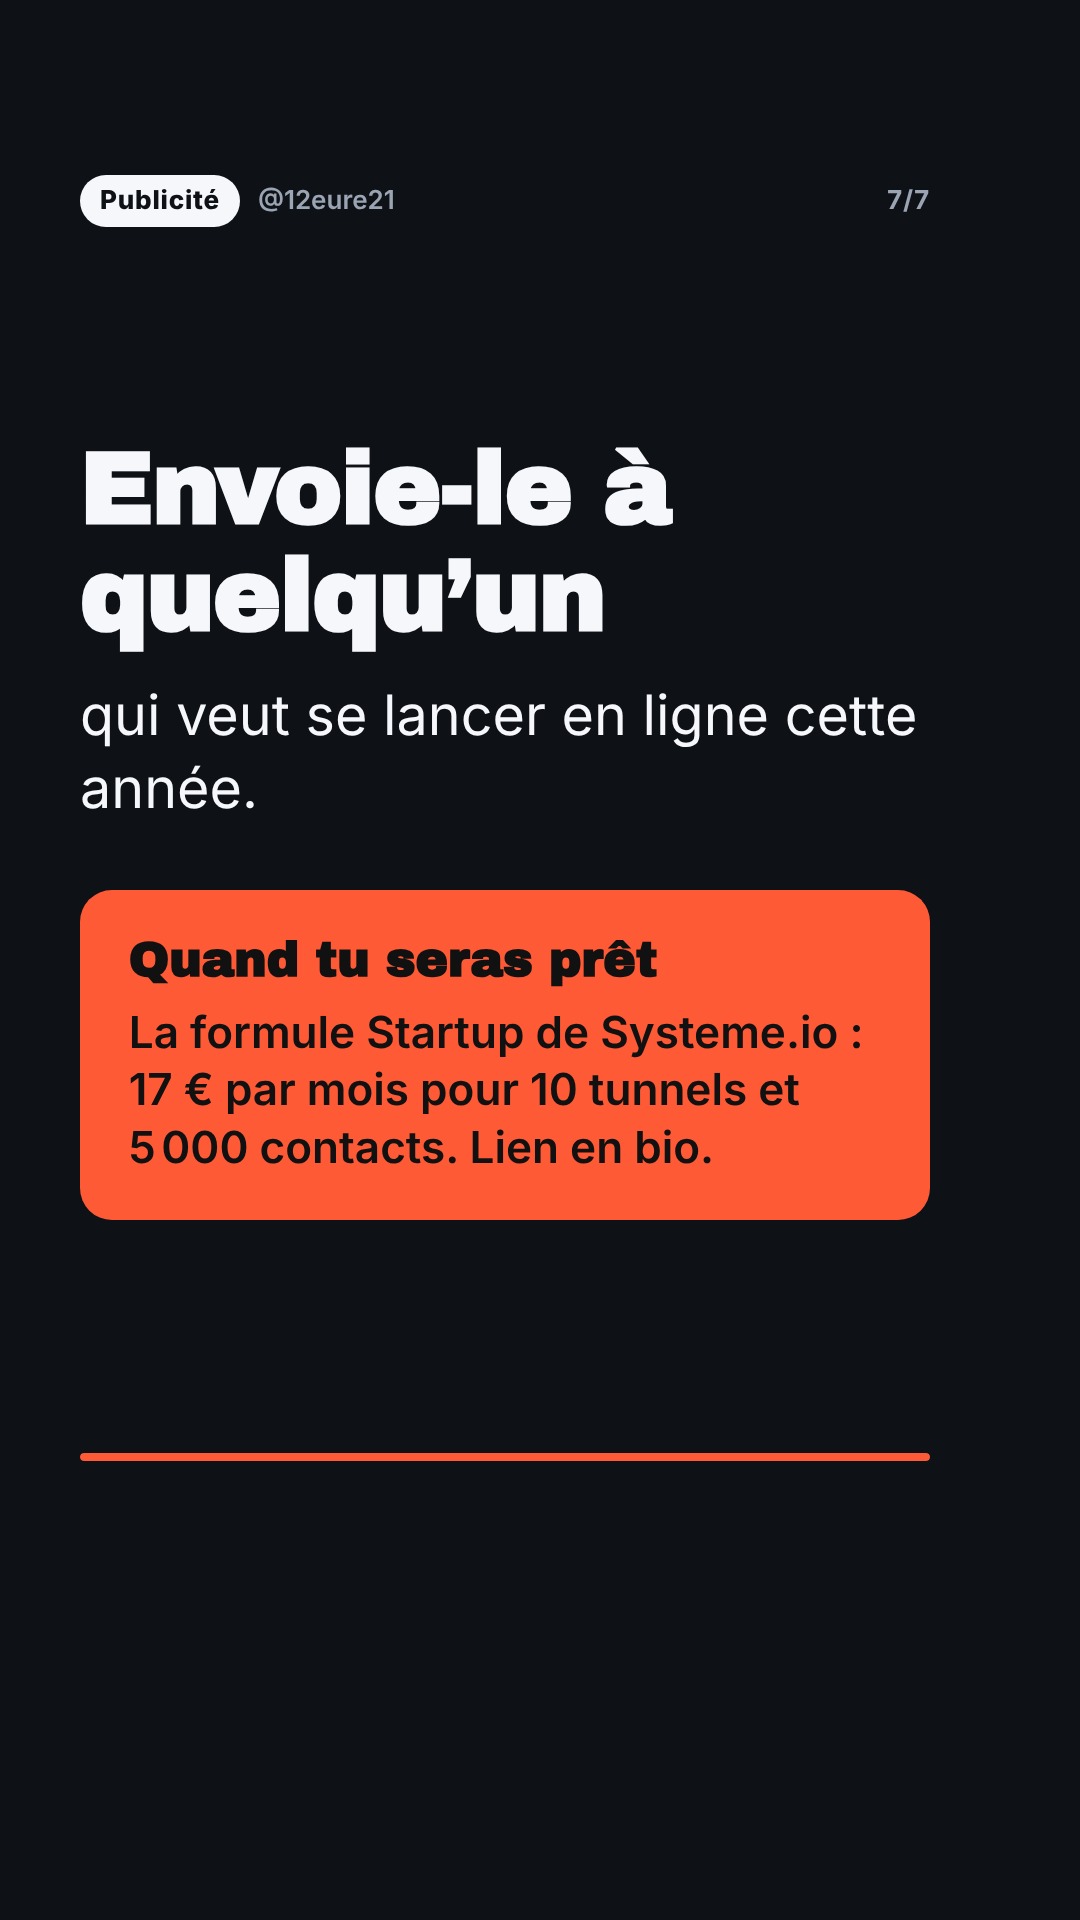 Publicité @12eure21 7/7
Envoie-le à
quelqu’un
qui veut se lancer en ligne cette
année.
Quand tu seras prêt
La formule Startup de Systeme.io :
17 € par mois pour 10 tunnels et
5 000 contacts. Lien en bio.